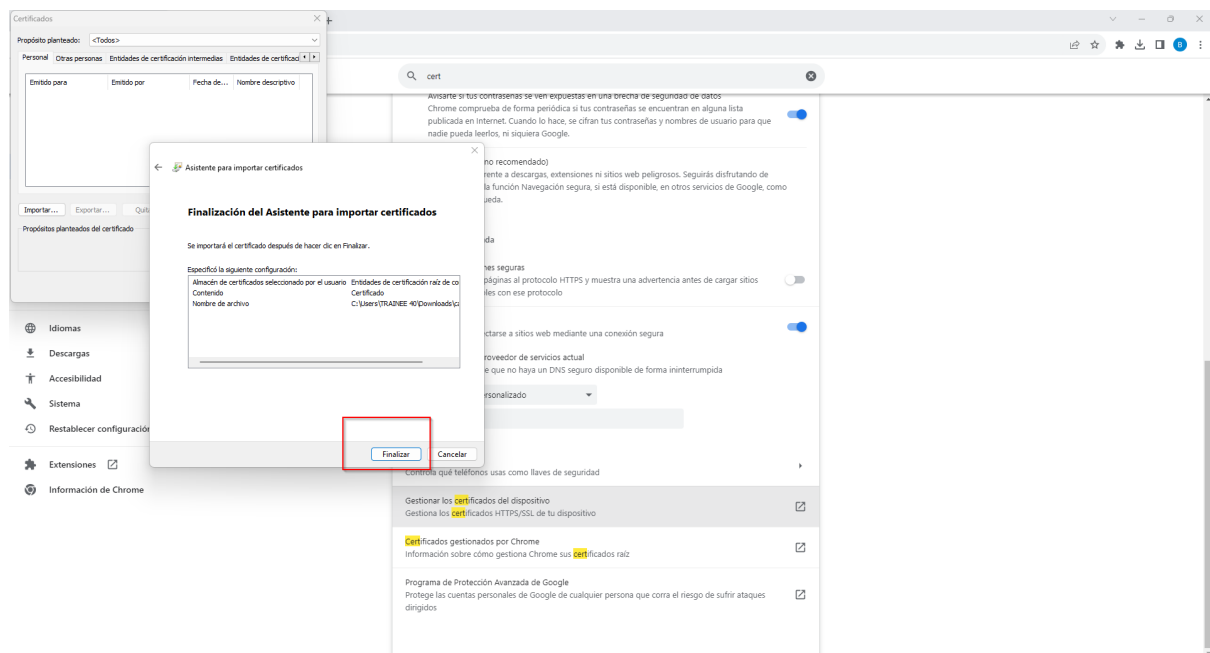 Certificados
Propósito planteado: <Todos>
Personal Otras personas Entidades de certificación intermedias Entidades de certificac
Emitido para Emitido por Fecha de... Nombre descriptivo
Importar... Exportar... Quit
Propósitos planteados del certificado
Asistente para importar certificados
Finalización del Asistente para importar certificados
Se importará el certificado después de hacer clic en Finalizar.
Especificó la siguiente configuración:
Almacén de certificados seleccionado por el usuario Entidades de certificación raíz de co
Contenido Certificado
Nombre de archivo C:\Users\TRAINEE 40\Downloads\ca
Finalizar Cancelar
Idiomas
Descargas
Accesibilidad
Sistema
Restablecer configuración
Extensiones
Información de Chrome
B
cert
Avisarte si tus contraseñas se ven expuestas en una brecha de seguridad de datos
Chrome comprueba de forma periódica si tus contraseñas se encuentran en alguna lista
publicada en Internet. Cuando lo hace, se cifran tus contraseñas y nombres de usuario para que
nadie pueda leerlos, ni siquiera Google.
no recomendado)
rente a descargas, extensiones ni sitios web peligrosos. Seguirás disfrutando de
la función Navegación segura, si está disponible, en otros servicios de Google, como
ueda.
da
nes seguras
páginas al protocolo HTTPS y muestra una advertencia antes de cargar sitios
les con ese protocolo
ctarse a sitios web mediante una conexión segura
roveedor de servicios actual
e que no haya un DNS seguro disponible de forma ininterrumpida
rsonalizado
Controla qué teléfonos usas como llaves de seguridad
Gestionar los certificados del dispositivo
Gestiona los certificados HTTPS/SSL de tu dispositivo
Certificados gestionados por Chrome
Información sobre cómo gestiona Chrome sus certificados raíz
Programa de Protección Avanzada de Google
Protege las cuentas personales de Google de cualquier persona que corra el riesgo de sufrir ataques
dirigidos